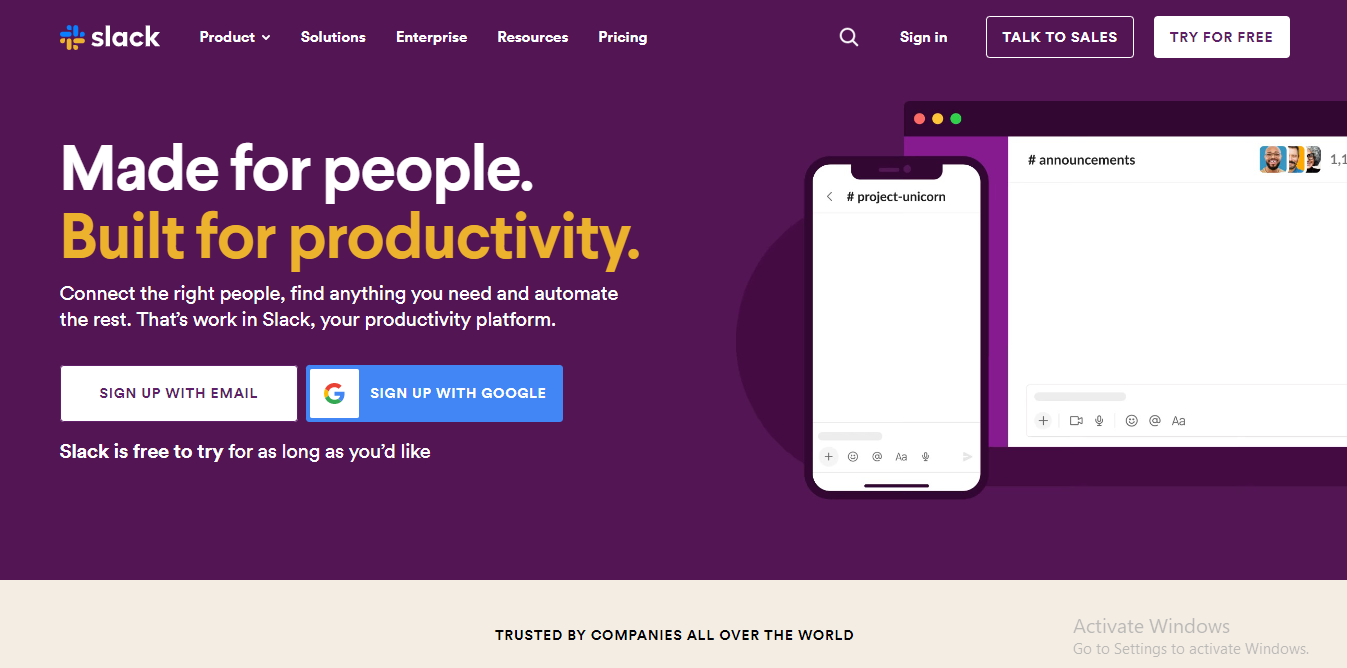 slack
Product
Solutions
Enterprise
Resources
Pricing
Sign in
TALK TO SALES
TRY FOR FREE
Made for people.
Built for productivity.
Connect the right people, find anything you need and automate
the rest. That’s work in Slack, your productivity platform.
SIGN UP WITH EMAIL
G SIGN UP WITH GOOGLE
Slack is free to try for as long as you’d like
# announcements
1,1
# project-unicorn
+ @ Aa
+ @ Aa
TRUSTED BY COMPANIES ALL OVER THE WORLD
Activate Windows
Go to Settings to activate Windows.